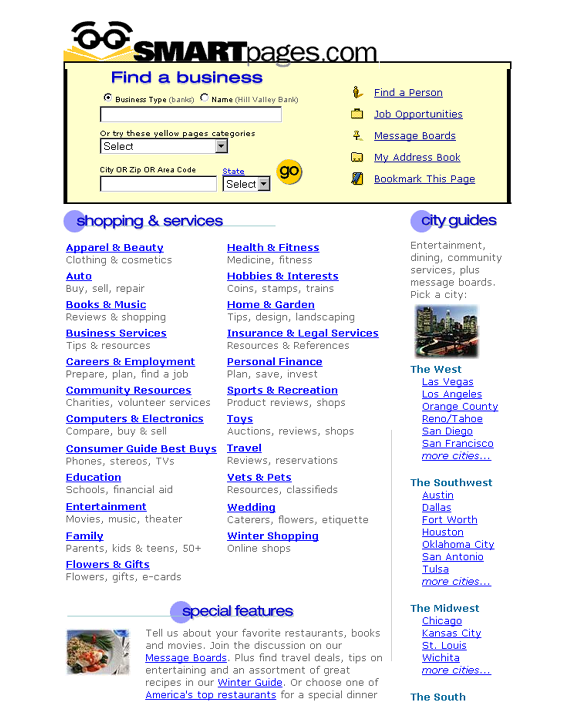 SMARTpages.com
Find a business
Business Type (banks) Name (Hill Valley Bank)
Or try these yellow pages categories
Select
City OR Zip OR Area Code State
Select
go
Find a Person
Job Opportunities
Message Boards
My Address Book
Bookmark This Page
shopping & services
Apparel & Beauty
Clothing & cosmetics
Auto
Buy, sell, repair
Books & Music
Reviews & shopping
Business Services
Tips & resources
Careers & Employment
Prepare, plan, find a job
Community Resources
Charities, volunteer services
Computers & Electronics
Compare, buy & sell
Consumer Guide Best Buys
Phones, stereos, TVs
Education
Schools, financial aid
Entertainment
Movies, music, theater
Family
Parents, kids & teens, 50+
Flowers & Gifts
Flowers, gifts, e-cards
Health & Fitness
Medicine, fitness
Hobbies & Interests
Coins, stamps, trains
Home & Garden
Tips, design, landscaping
Insurance & Legal Services
Resources & References
Personal Finance
Plan, save, invest
Sports & Recreation
Product reviews, shops
Toys
Auctions, reviews, shops
Travel
Reviews, reservations
Vets & Pets
Resources, classifieds
Wedding
Caterers, flowers, etiquette
Winter Shopping
Online shops
city guides
Entertainment,
dining, community
services, plus
message boards.
Pick a city:
The West
Las Vegas
Los Angeles
Orange County
Reno/Tahoe
San Diego
San Francisco
more cities...
The Southwest
Austin
Dallas
Fort Worth
Houston
Oklahoma City
San Antonio
Tulsa
more cities...
The Midwest
Chicago
Kansas City
St. Louis
Wichita
more cities...
The South
special features
Tell us about your favorite restaurants, books
and movies. Join the discussion on our
Message Boards. Plus find travel deals, tips on
entertaining and an assortment of great
recipes in our Winter Guide. Or choose one of
America's top restaurants for a special dinner